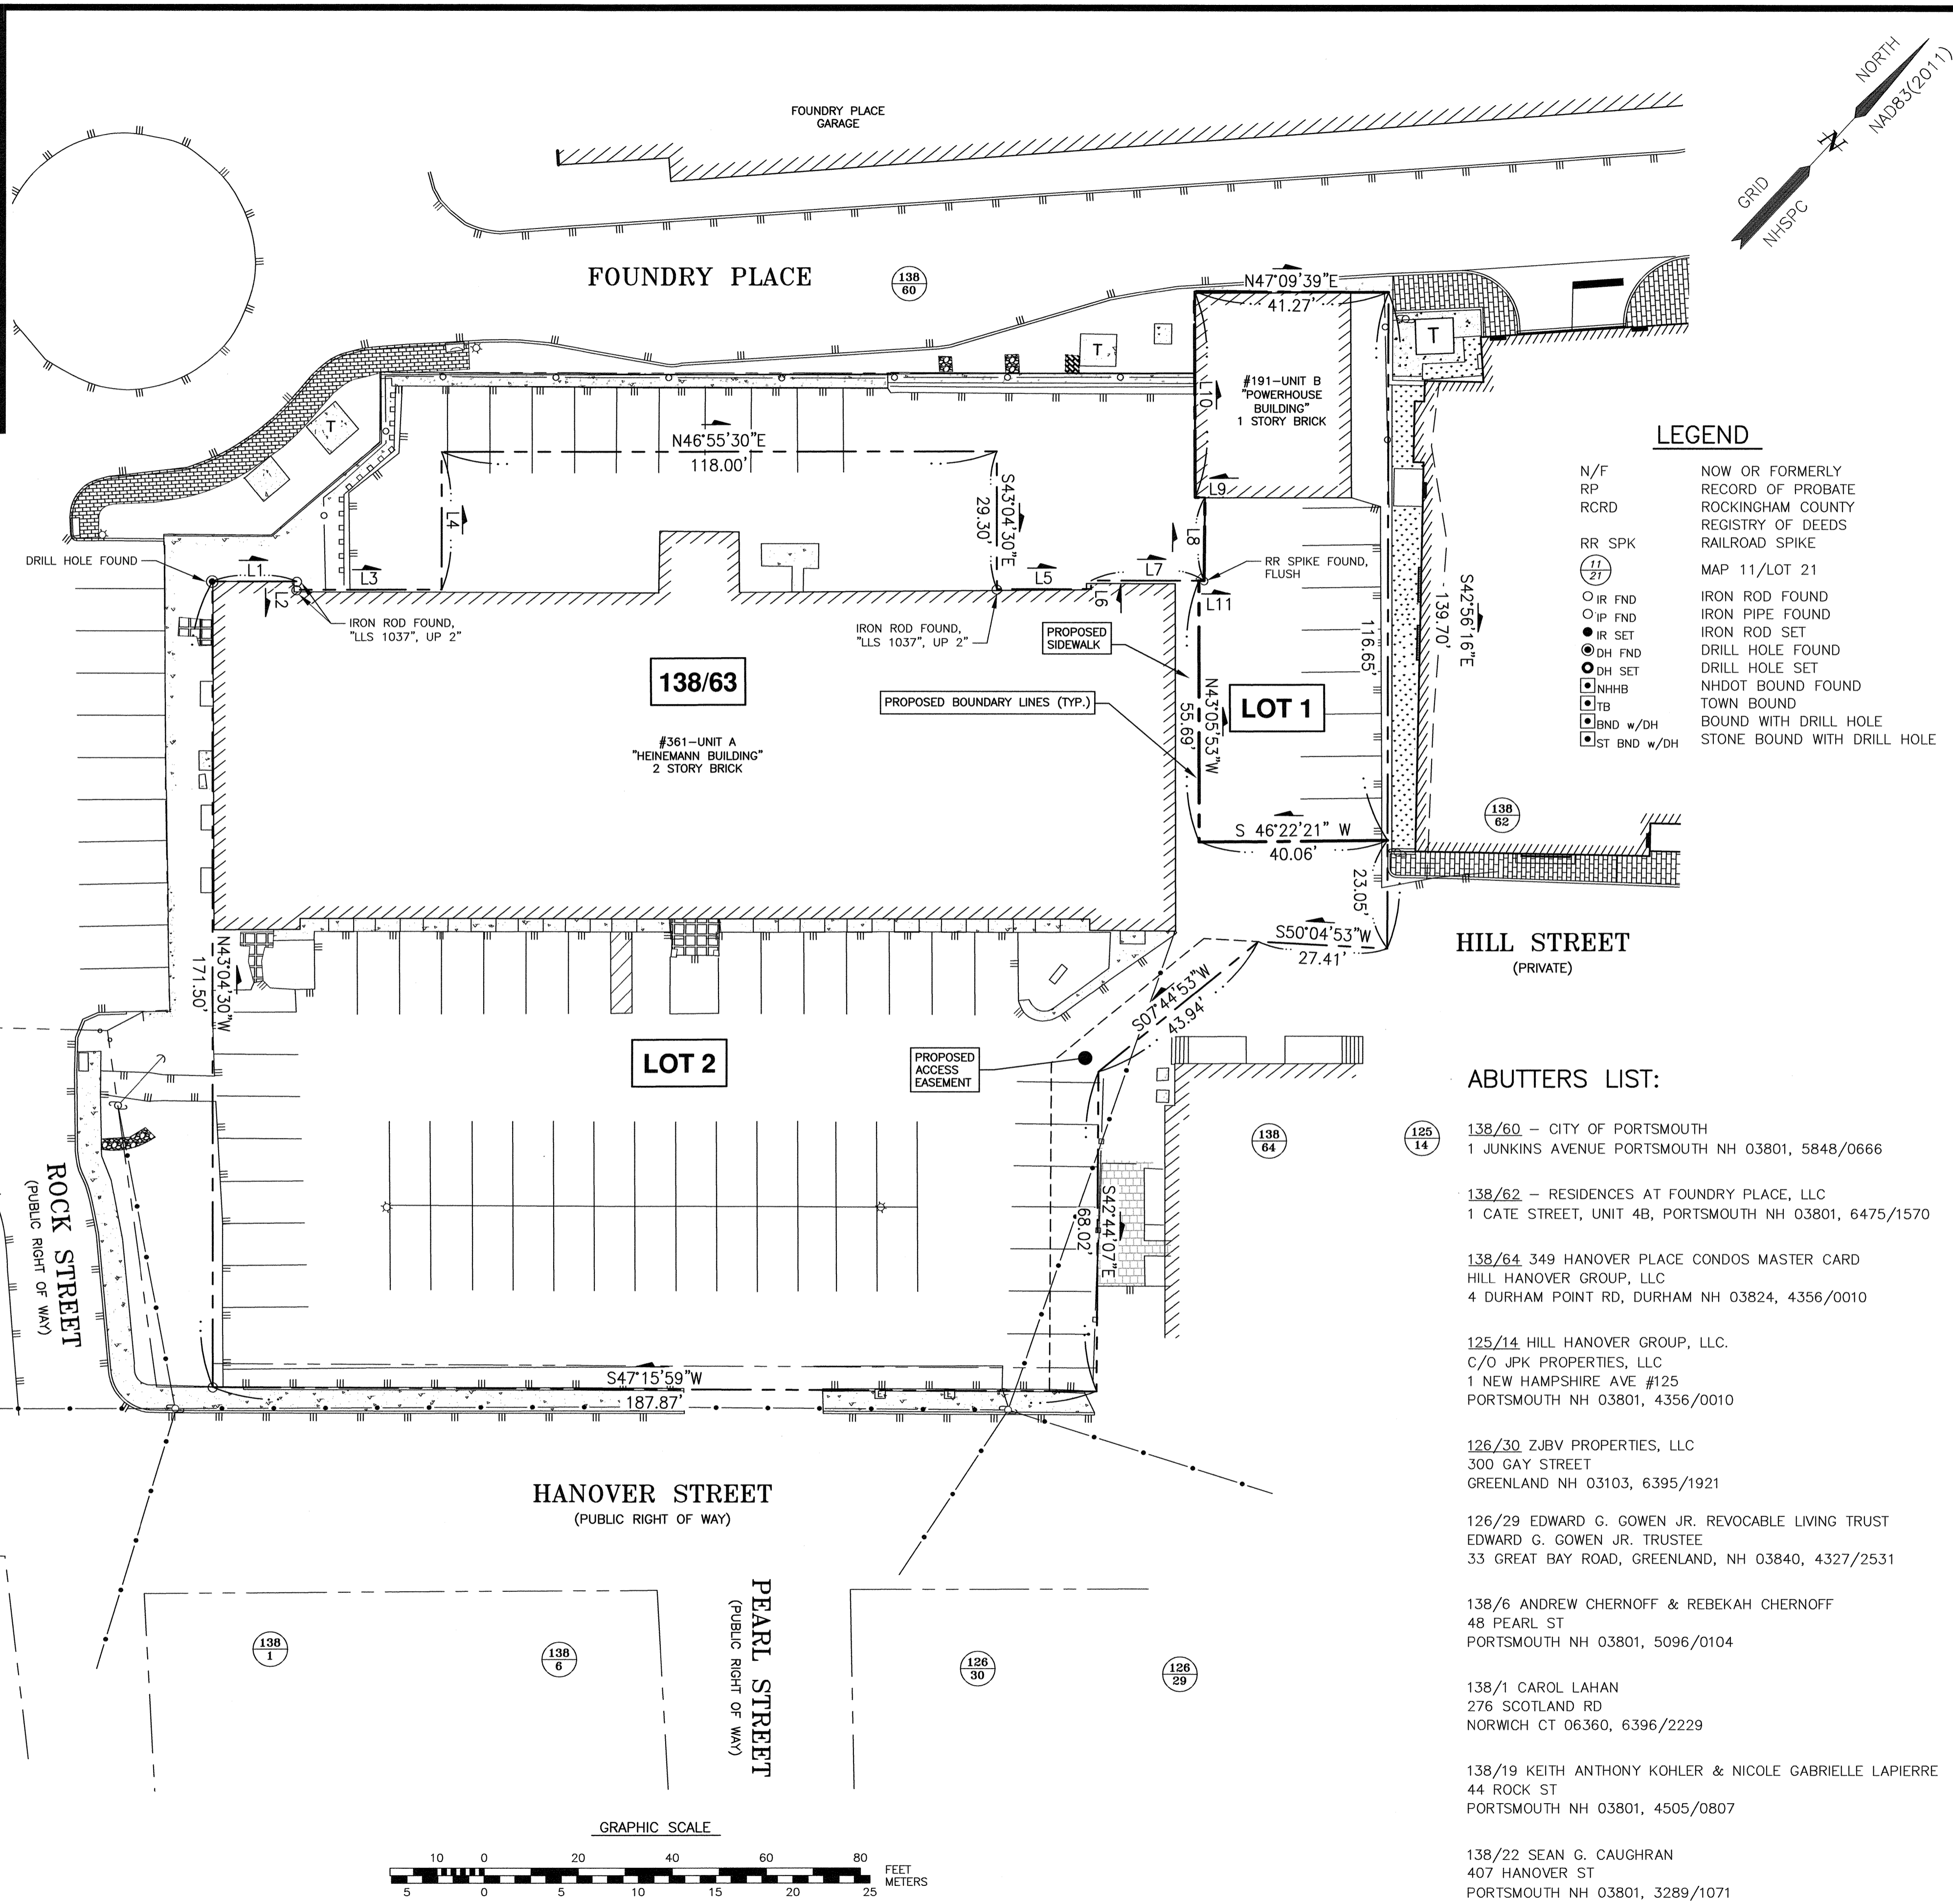 NORTH
NAD83(2011)
N
GRID
NHSPC
FOUNDRY PLACE
GARAGE
FOUNDRY PLACE
138
60
N47°09'39"E
41.27'
T
T
T
#191-UNIT B
"POWERHOUSE
BUILDING"
1 STORY BRICK
L10
L9
N46°55'30"E
118.00'
S43°04'30"E
29.30'
L4
L8
DRILL HOLE FOUND
L1
L2
L3
L5
L6
L7
L11
RR SPIKE FOUND,
FLUSH
IRON ROD FOUND,
"LLS 1037", UP 2"
IRON ROD FOUND,
"LLS 1037", UP 2"
PROPOSED
SIDEWALK
138/63
PROPOSED BOUNDARY LINES (TYP.)
LOT 1
#361-UNIT A
"HEINEMANN BUILDING"
2 STORY BRICK
N43°05'53"W
55.69'
116.65'
S42°56'16"E
139.70'
S 46°22'21" W
40.06'
23.05'
138
62
S50°04'53"W
27.41'
HILL STREET
(PRIVATE)
S07°44'53"W
43.94'
N43°04'30"W
171.50'
LOT 2
PROPOSED
ACCESS
EASEMENT
138
64
125
14
S42°44'07"E
68.02'
ROCK STREET
(PUBLIC RIGHT OF WAY)
S47°15'59"W
187.87'
HANOVER STREET
(PUBLIC RIGHT OF WAY)
PEARL STREET
(PUBLIC RIGHT OF WAY)
138
1
138
6
126
30
126
29
GRAPHIC SCALE
10 0 20 40 60 80
FEET
METERS
5 0 5 10 15 20 25
LEGEND
N/F NOW OR FORMERLY
RP RECORD OF PROBATE
RCRD ROCKINGHAM COUNTY
REGISTRY OF DEEDS
RR SPK RAILROAD SPIKE
11
21
MAP 11/LOT 21
IR FND IRON ROD FOUND
IP FND IRON PIPE FOUND
IR SET IRON ROD SET
DH FND DRILL HOLE FOUND
DH SET DRILL HOLE SET
NHHB NHDOT BOUND FOUND
TB TOWN BOUND
BND w/DH BOUND WITH DRILL HOLE
ST BND w/DH STONE BOUND WITH DRILL HOLE
ABUTTERS LIST:
138/60 - CITY OF PORTSMOUTH
1 JUNKINS AVENUE PORTSMOUTH NH 03801, 5848/0666
138/62 - RESIDENCES AT FOUNDRY PLACE, LLC
1 CATE STREET, UNIT 4B, PORTSMOUTH NH 03801, 6475/1570
138/64 349 HANOVER PLACE CONDOS MASTER CARD
HILL HANOVER GROUP, LLC
4 DURHAM POINT RD, DURHAM NH 03824, 4356/0010
125/14 HILL HANOVER GROUP, LLC.
C/O JPK PROPERTIES, LLC
1 NEW HAMPSHIRE AVE #125
PORTSMOUTH NH 03801, 4356/0010
126/30 ZJBV PROPERTIES, LLC
300 GAY STREET
GREENLAND NH 03103, 6395/1921
126/29 EDWARD G. GOWEN JR. REVOCABLE LIVING TRUST
EDWARD G. GOWEN JR. TRUSTEE
33 GREAT BAY ROAD, GREENLAND, NH 03840, 4327/2531
138/6 ANDREW CHERNOFF & REBEKAH CHERNOFF
48 PEARL ST
PORTSMOUTH NH 03801, 5096/0104
138/1 CAROL LAHAN
276 SCOTLAND RD
NORWICH CT 06360, 6396/2229
138/19 KEITH ANTHONY KOHLER & NICOLE GABRIELLE LAPIERRE
44 ROCK ST
PORTSMOUTH NH 03801, 4505/0807
138/22 SEAN G. CAUGHRAN
407 HANOVER ST
PORTSMOUTH NH 03801, 3289/1071